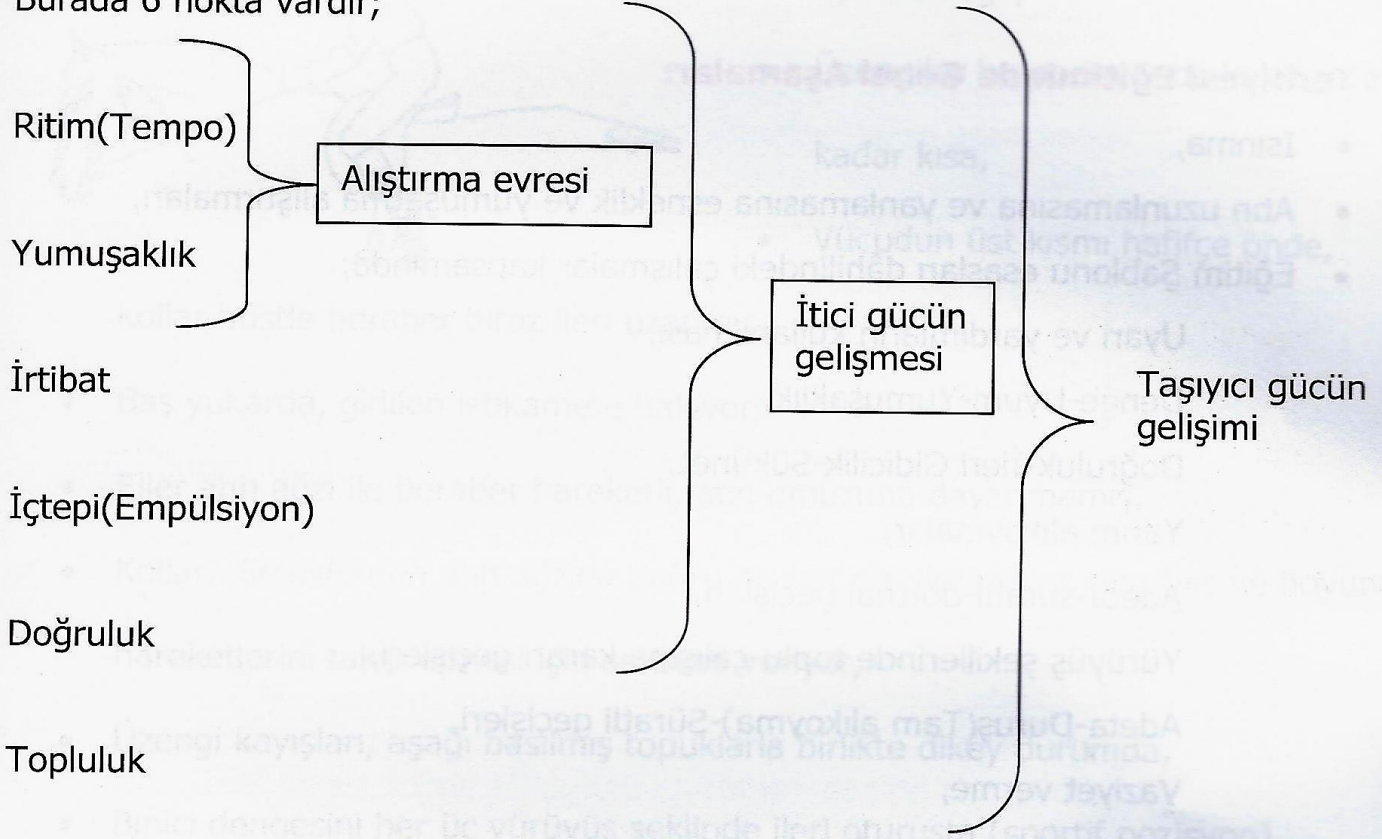 Burada 6 nokta vardır;
Ritim(Tempo)
Alıştırma evresi
Yumuşaklık
İtici gücün
gelişmesi
İrtibat
Taşıyıcı gücün
gelişimi
İçtepi(Empülsiyon)
Doğruluk
Topluluk